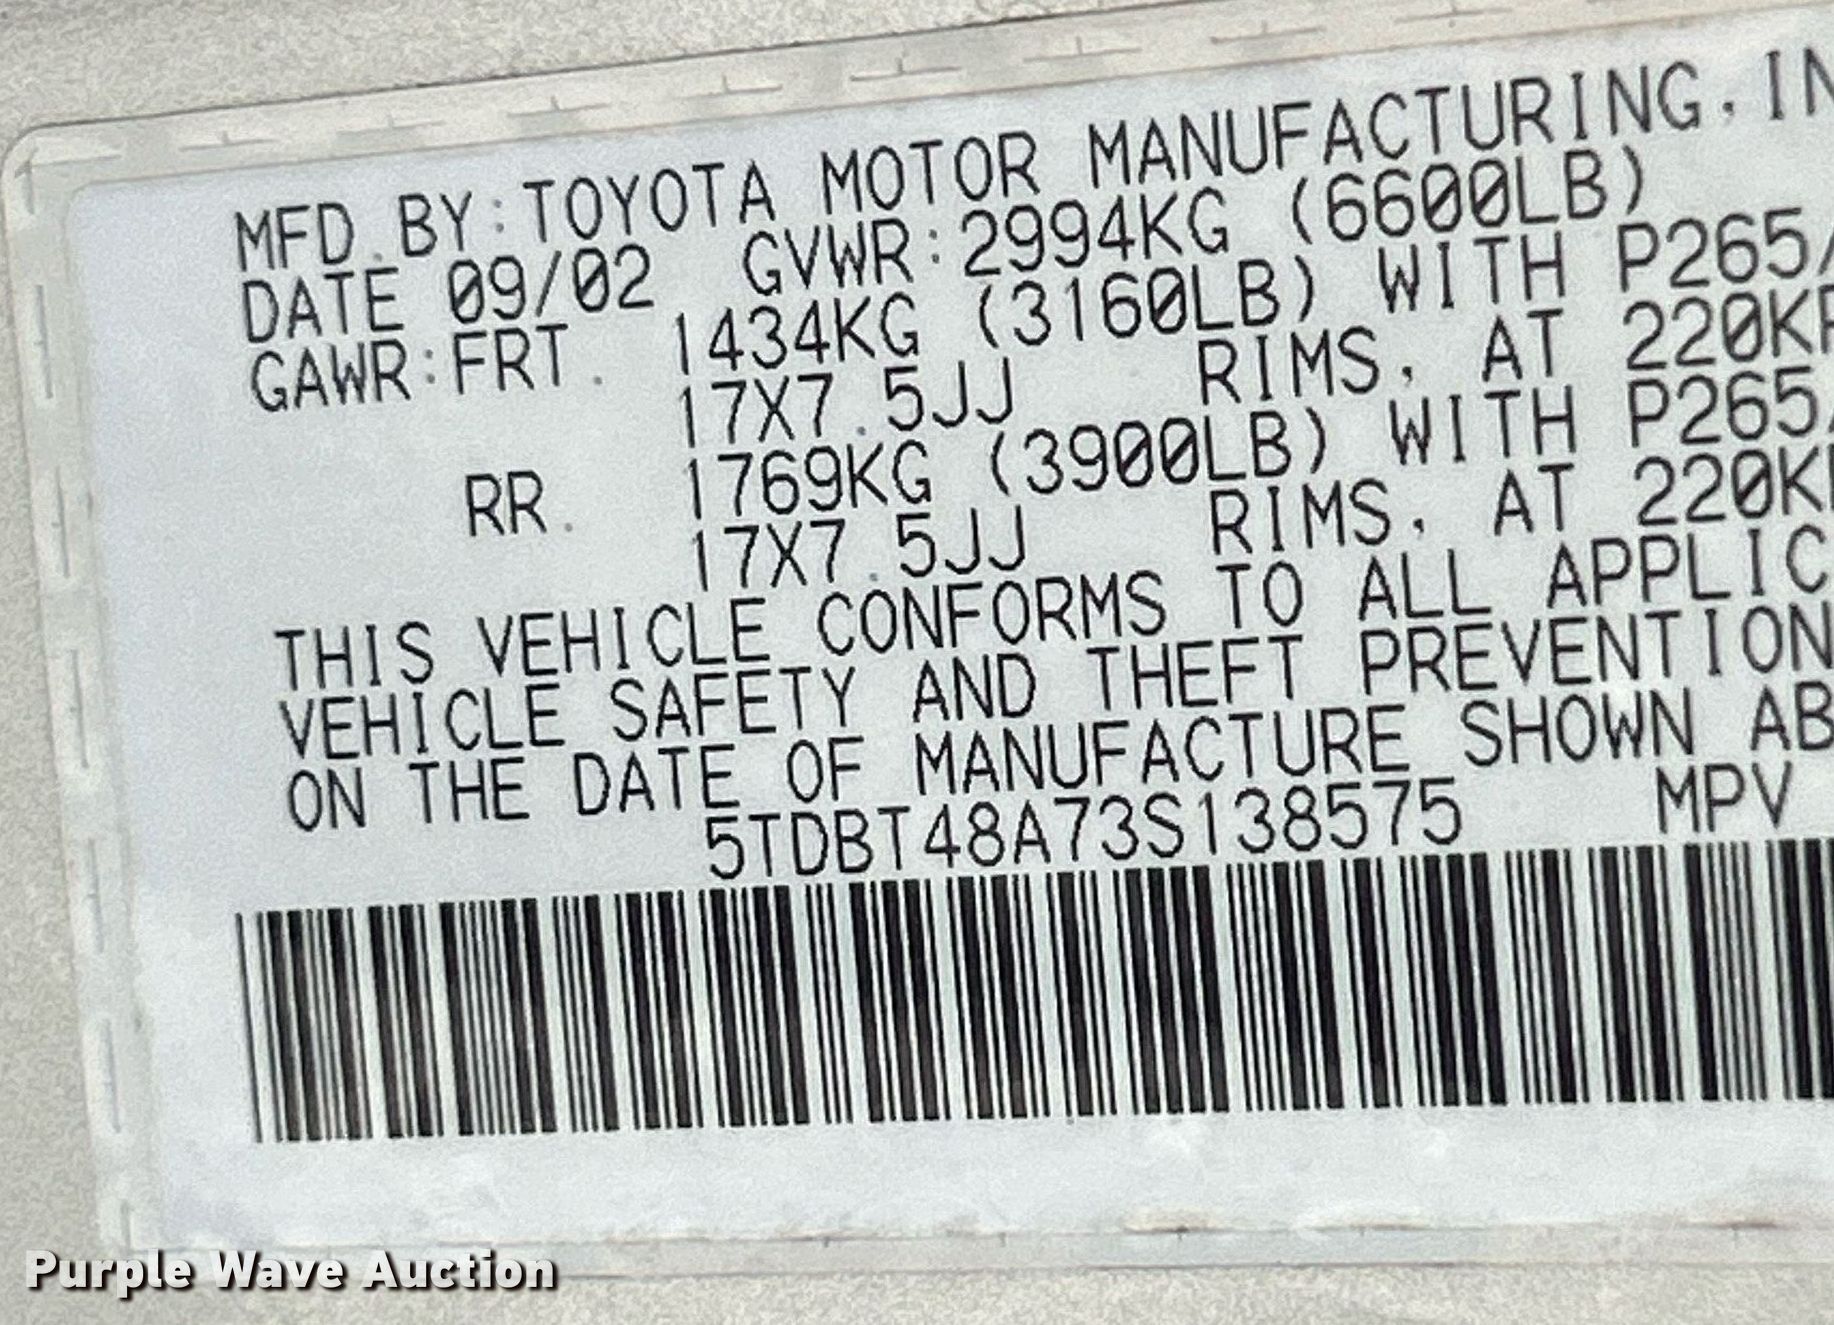 MFD.BY:TOYOTA MOTOR MANUFACTURING,IN
DATE 09/02 GVWR:2994KG (6600LB)
GAWR:FRT. 1434KG (3160LB) WITH P265/
17X7.5JJ RIMS, AT 220KP
RR. 1769KG (3900LB) WITH P265/
17X7.5JJ RIMS, AT 220KP
THIS VEHICLE CONFORMS TO ALL APPLIC
VEHICLE SAFETY AND THEFT PREVENTION
ON THE DATE OF MANUFACTURE SHOWN AB
5TDBT48A73S138575 MPV
Purple Wave Auction